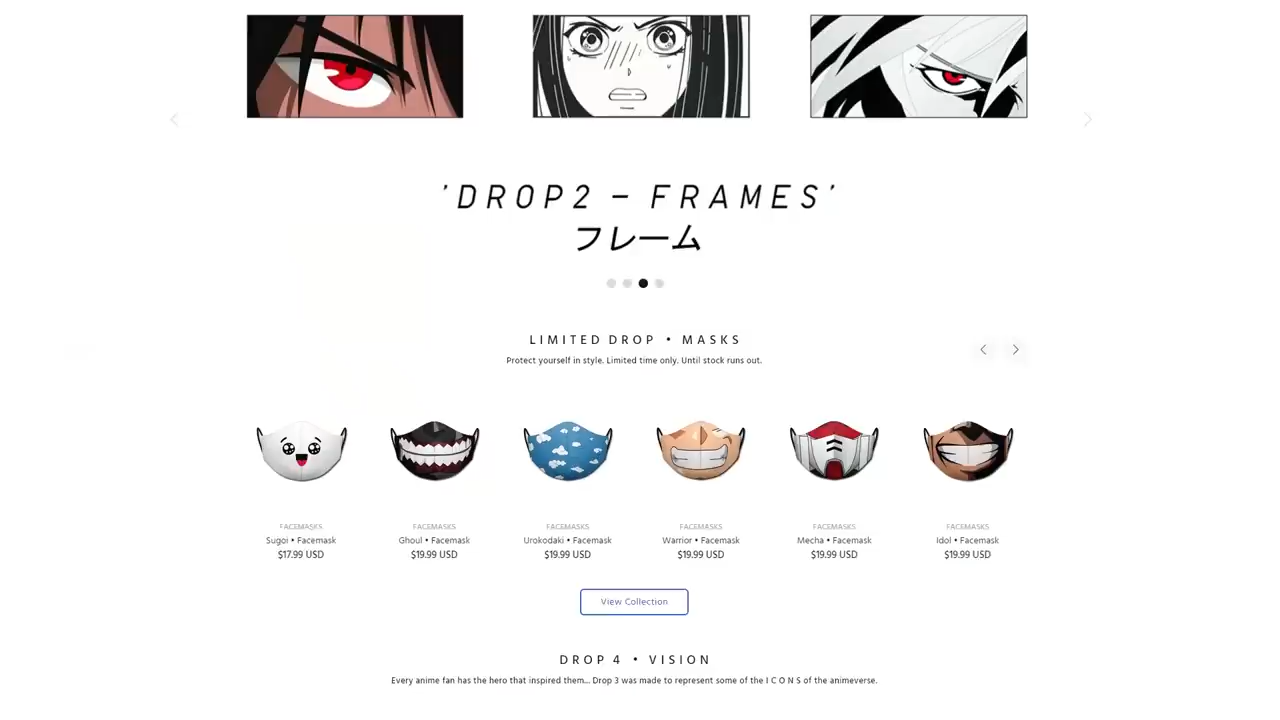 'DROP2 - FRAMES'
フレーム
LIMITED DROP • MASKS
Protect yourself in style. Limited time only. Until stock runs out.
FACEMASKS FACEMASKS FACEMASKS FACEMASKS FACEMASKS FACEMASKS
Sugoi • Facemask Ghoul • Facemask Urokodaki • Facemask Warrior • Facemask Mecha • Facemask Idol • Facemask
$17.99 USD $19.99 USD $19.99 USD $19.99 USD $19.99 USD $19.99 USD
View Collection
DROP 4 • VISION
Every anime fan has the hero that inspired them... Drop 3 was made to represent some of the I C O N S of the animeverse.